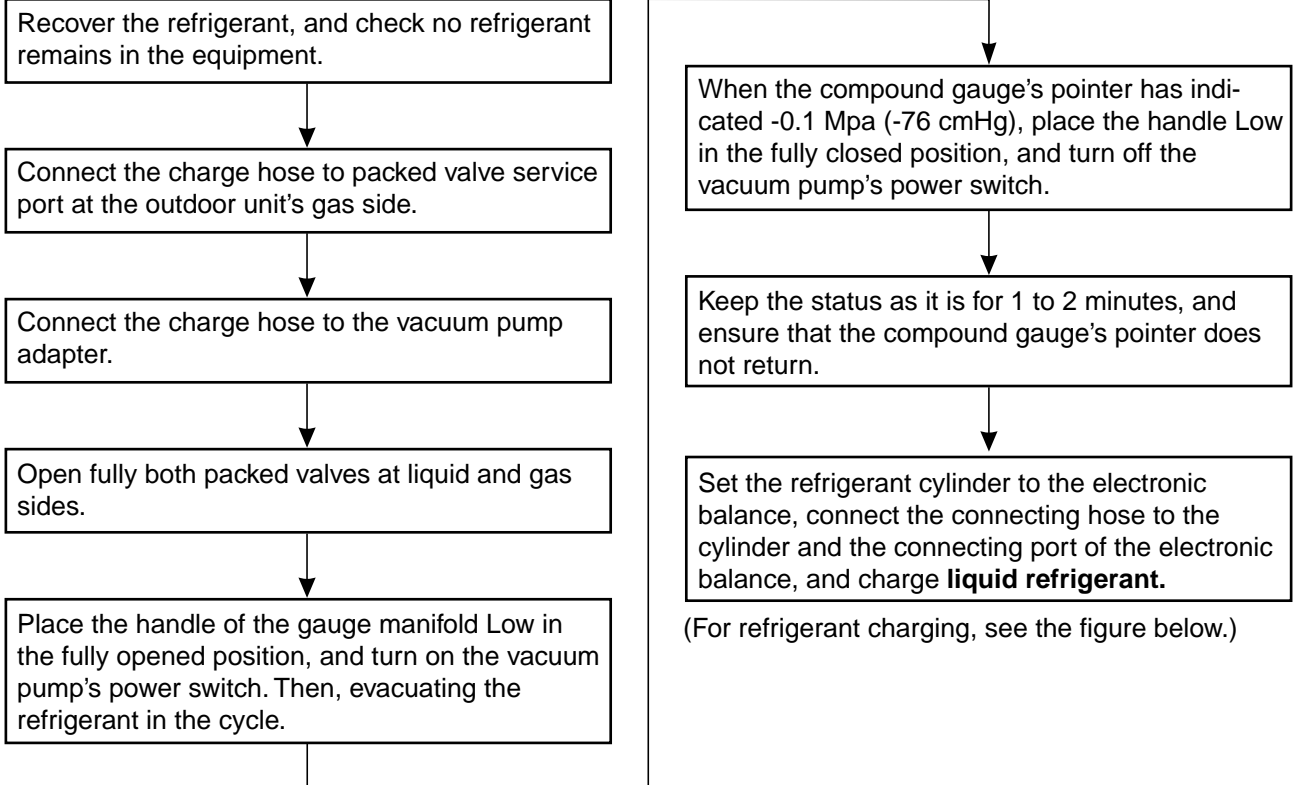 Recover the refrigerant, and check no refrigerant
remains in the equipment.
Connect the charge hose to packed valve service
port at the outdoor unit's gas side.
Connect the charge hose to the vacuum pump
adapter.
Open fully both packed valves at liquid and gas
sides.
Place the handle of the gauge manifold Low in
the fully opened position, and turn on the vacuum
pump's power switch. Then, evacuating the
refrigerant in the cycle.
When the compound gauge's pointer has indi-
cated -0.1 Mpa (-76 cmHg), place the handle Low
in the fully closed position, and turn off the
vacuum pump's power switch.
Keep the status as it is for 1 to 2 minutes, and
ensure that the compound gauge's pointer does
not return.
Set the refrigerant cylinder to the electronic
balance, connect the connecting hose to the
cylinder and the connecting port of the electronic
balance, and charge liquid refrigerant.
(For refrigerant charging, see the figure below.)